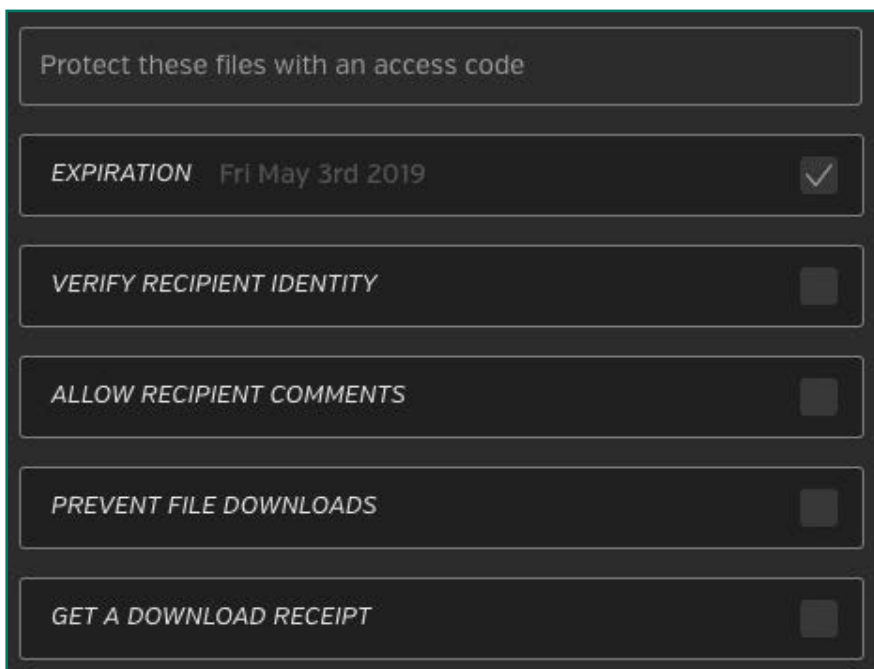 Protect these files with an access code
EXPIRATION Fri May 3rd 2019
VERIFY RECIPIENT IDENTITY
ALLOW RECIPIENT COMMENTS
PREVENT FILE DOWNLOADS
GET A DOWNLOAD RECEIPT